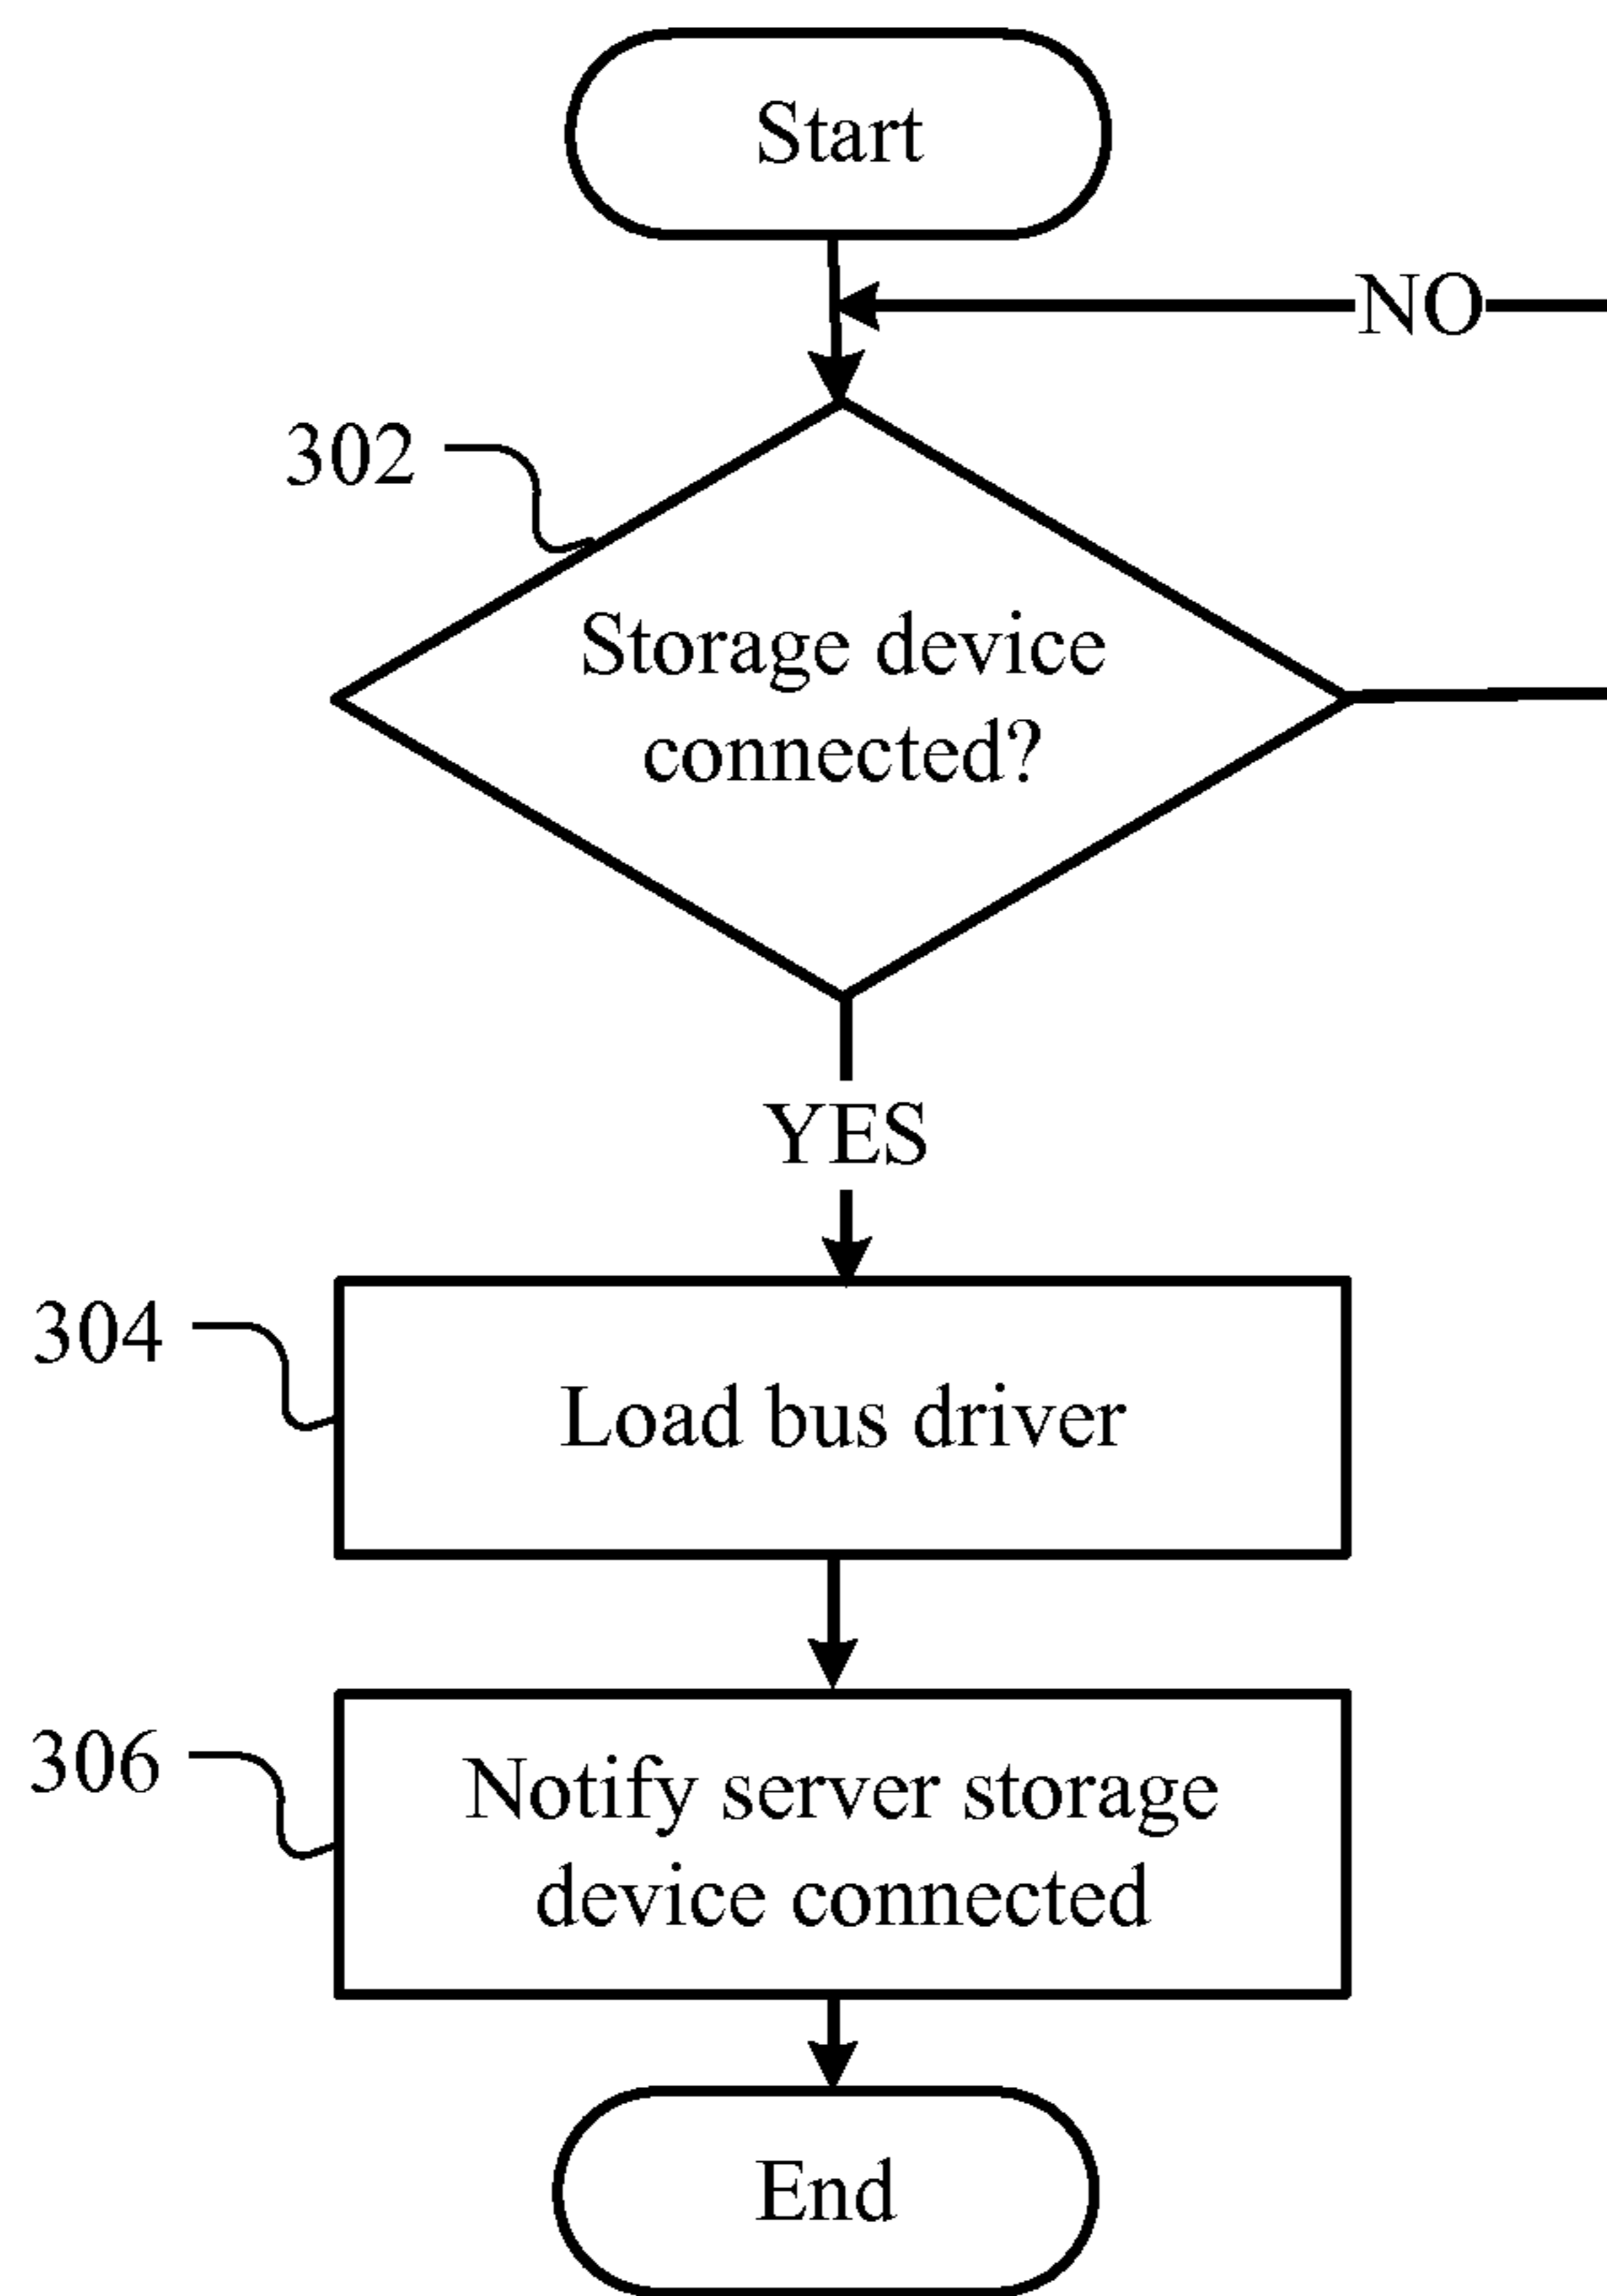 Start
NO
302
Storage device
connected?
YES
304
Load bus driver
306
Notify server storage
device connected
End